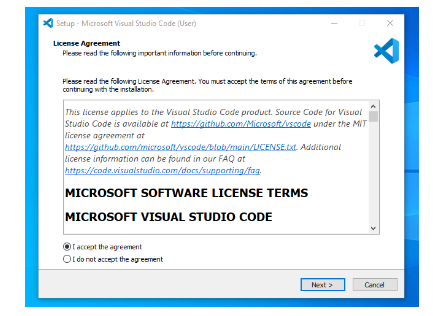 Setup - Microsoft Visual Studio Code (User)
License Agreement
Please read the following important information before continuing.
Please read the following License Agreement. You must accept the terms of this agreement before
continuing with the installation.
This license applies to the Visual Studio Code product. Source Code for Visual
Studio Code is available at https://github.com/Microsoft/vscode under the MIT
license agreement at
https://github.com/microsoft/vscode/blob/main/LICENSE.txt. Additional
license information can be found in our FAQ at
https://code.visualstudio.com/docs/supporting/faq.
MICROSOFT SOFTWARE LICENSE TERMS
MICROSOFT VISUAL STUDIO CODE
I accept the agreement
I do not accept the agreement
Next >
Cancel